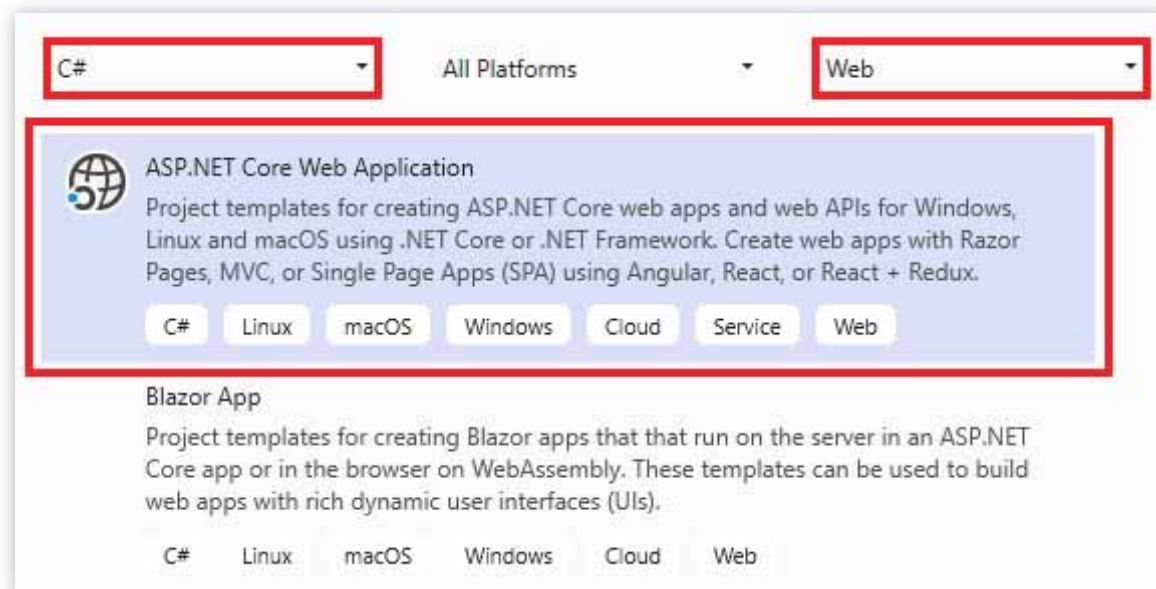 C# All Platforms Web
ASP.NET Core Web Application
Project templates for creating ASP.NET Core web apps and web APIs for Windows,
Linux and macOS using .NET Core or .NET Framework. Create web apps with Razor
Pages, MVC, or Single Page Apps (SPA) using Angular, React, or React + Redux.
C# Linux macOS Windows Cloud Service Web
Blazor App
Project templates for creating Blazor apps that that run on the server in an ASP.NET
Core app or in the browser on WebAssembly. These templates can be used to build
web apps with rich dynamic user interfaces (UIs).
C# Linux macOS Windows Cloud Web